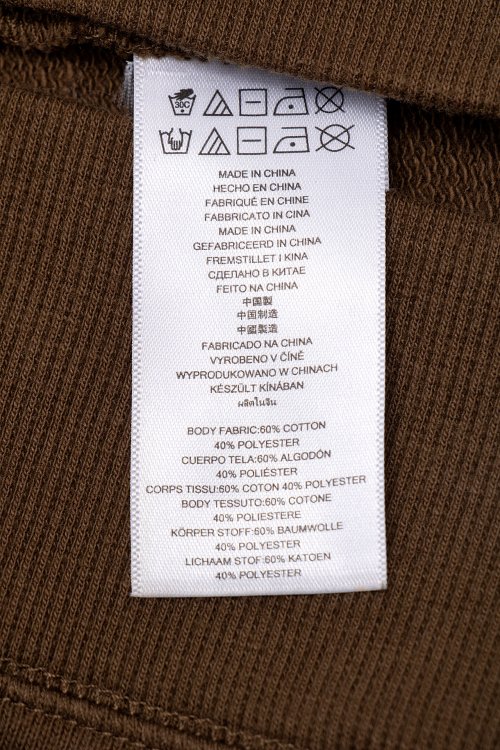 30C
MADE IN CHINA
HECHO EN CHINA
FABRIQUÉ EN CHINE
FABBRICATO IN CINA
MADE IN CHINA
GEFABRICEERD IN CHINA
FREMSTILLET I KINA
СДЕЛАНО В КИТАЕ
FEITO NA CHINA
中国製
中国制造
中國製造
FABRICADO NA CHINA
VYROBENO V ČÍNĚ
WYPRODUKOWANO W CHINACH
KÉSZÜLT KÍNÁBAN
ผลิตในจีน
BODY FABRIC:60% COTTON
40% POLYESTER
CUERPO TELA:60% ALGODÓN
40% POLIÉSTER
CORPS TISSU:60% COTON 40% POLYESTER
BODY TESSUTO:60% COTONE
40% POLIESTERE
KÖRPER STOFF:60% BAUMWOLLE
40% POLYESTER
LICHAAM STOF:60% KATOEN
40% POLYESTER